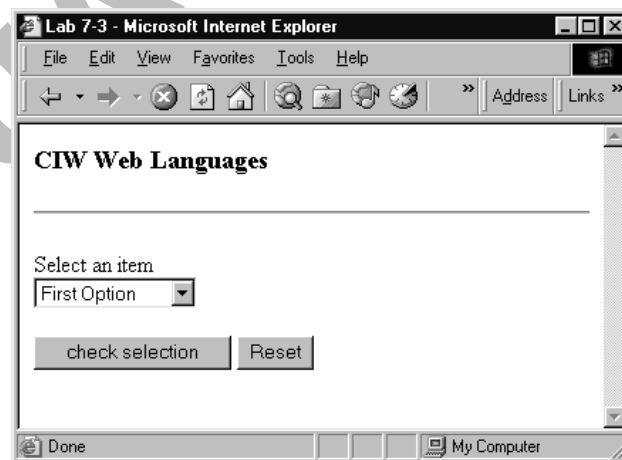 Lab 7-3 - Microsoft Internet Explorer
File Edit View Favorites Tools Help
» Address Links »
CIW Web Languages
Select an item
First Option
check selection Reset
Done My Computer